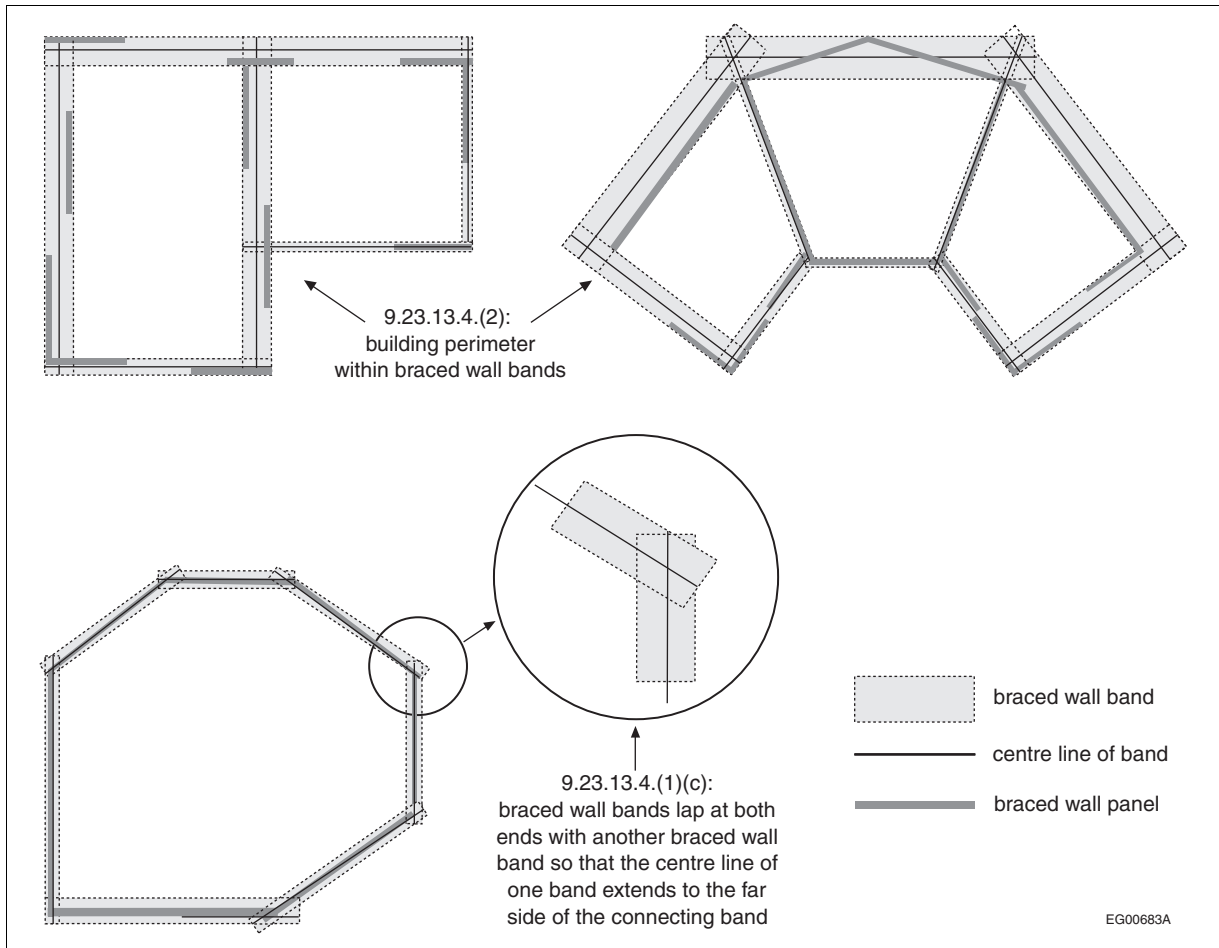 9.23.13.4.(2):
building perimeter
within braced wall bands
9.23.13.4.(1)(c):
braced wall bands lap at both
ends with another braced wall
band so that the centre line of
one band extends to the far
side of the connecting band
braced wall band
centre line of band
braced wall panel
EG00683A